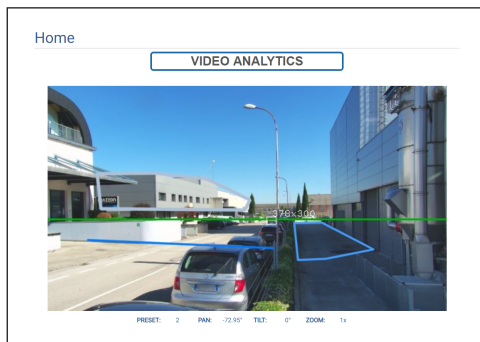 Home
VIDEO ANALYTICS
378x300
PRESET: 2 PAN: -72.95° TILT: 0° ZOOM: 1x